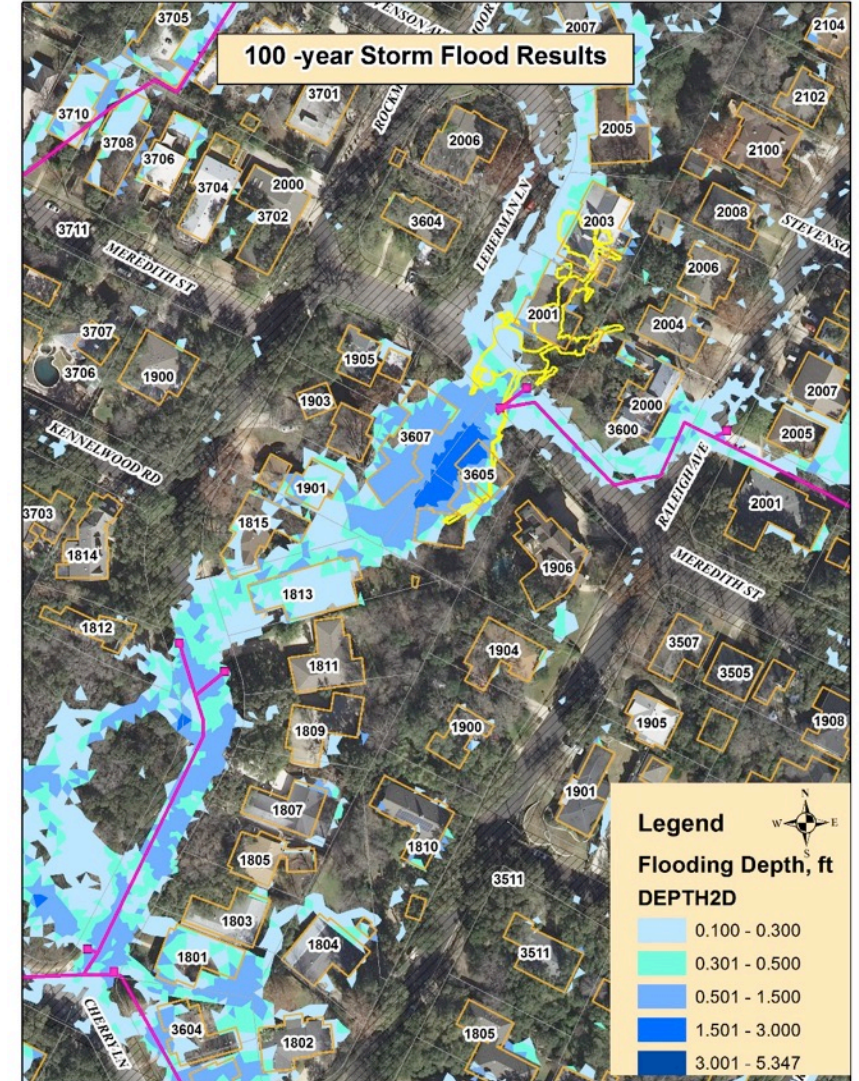 3705
VENSON AV
2007
2104
100 -year Storm Flood Results
3701
2102
3710
3708
2005
3706
2006
2100
3704
2000
3702
3604
2003
2008
3711
LEBERMAN LN
STEVENSO
MEREDITH ST
2006
2001
2004
3707
1905
3706
1900
2007
1903
2000
3607
3600
2005
KENNELWOOD RD
3605
1901
RALEIGH AVE
2001
3703
1815
1814
1906
MEREDITH ST
1813
1812
3507
1904
1811
3505
1905
1908
1900
1809
1901
1807
1810
1805
3511
1803
1804
1801
3511
3604
CHERRY LN
1802
1805
Legend
N
W
E
S
Flooding Depth, ft
DEPTH2D
0.100 - 0.300
0.301 - 0.500
0.501 - 1.500
1.501 - 3.000
3.001 - 5.347